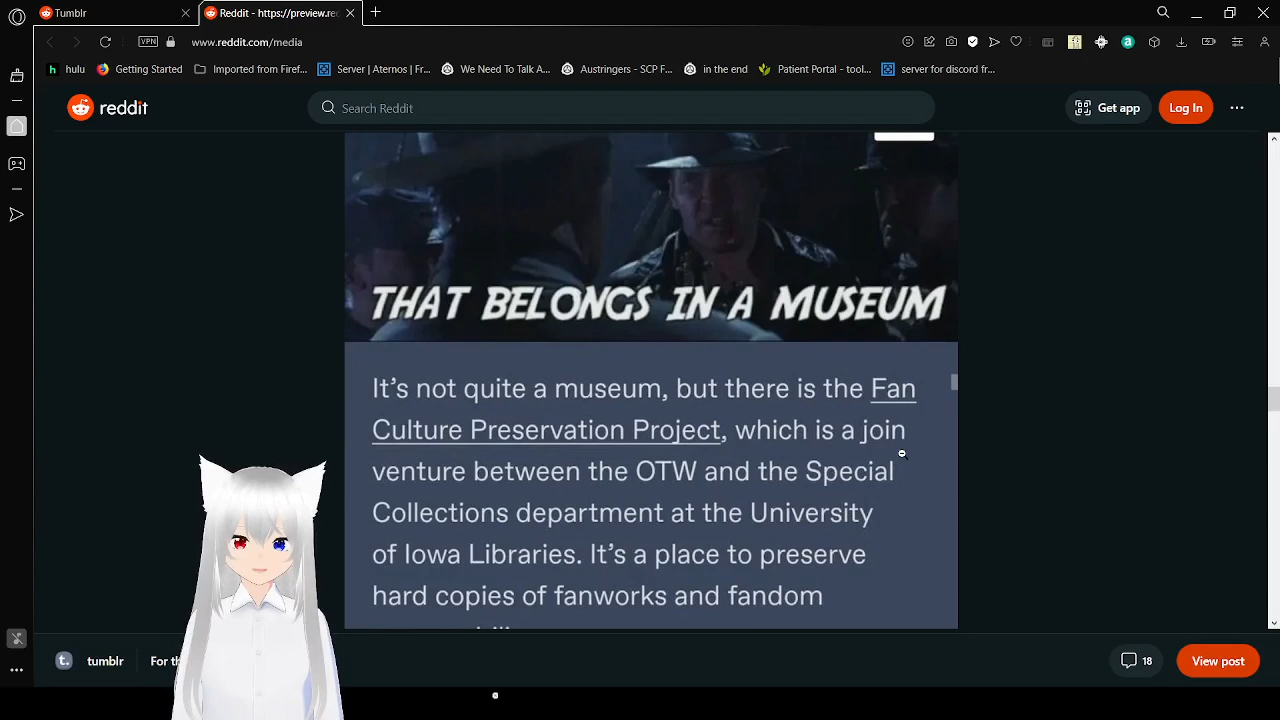 Tumblr
Reddit - https://preview.red
VPN
www.reddit.com/media
hulu
Getting Started
Imported from Firef...
Server | Aternos | Fr...
We Need To Talk A...
Austringers - SCP F...
in the end
Patient Portal - tool...
server for discord fr...
reddit
Search Reddit
Get app
Log In
THAT BELONGS IN A MUSEUM
It's not quite a museum, but there is the Fan
Culture Preservation Project, which is a join
venture between the OTW and the Special
Collections department at the University
of Iowa Libraries. It's a place to preserve
hard copies of fanworks and fandom
t.
tumblr
For th
18
View post